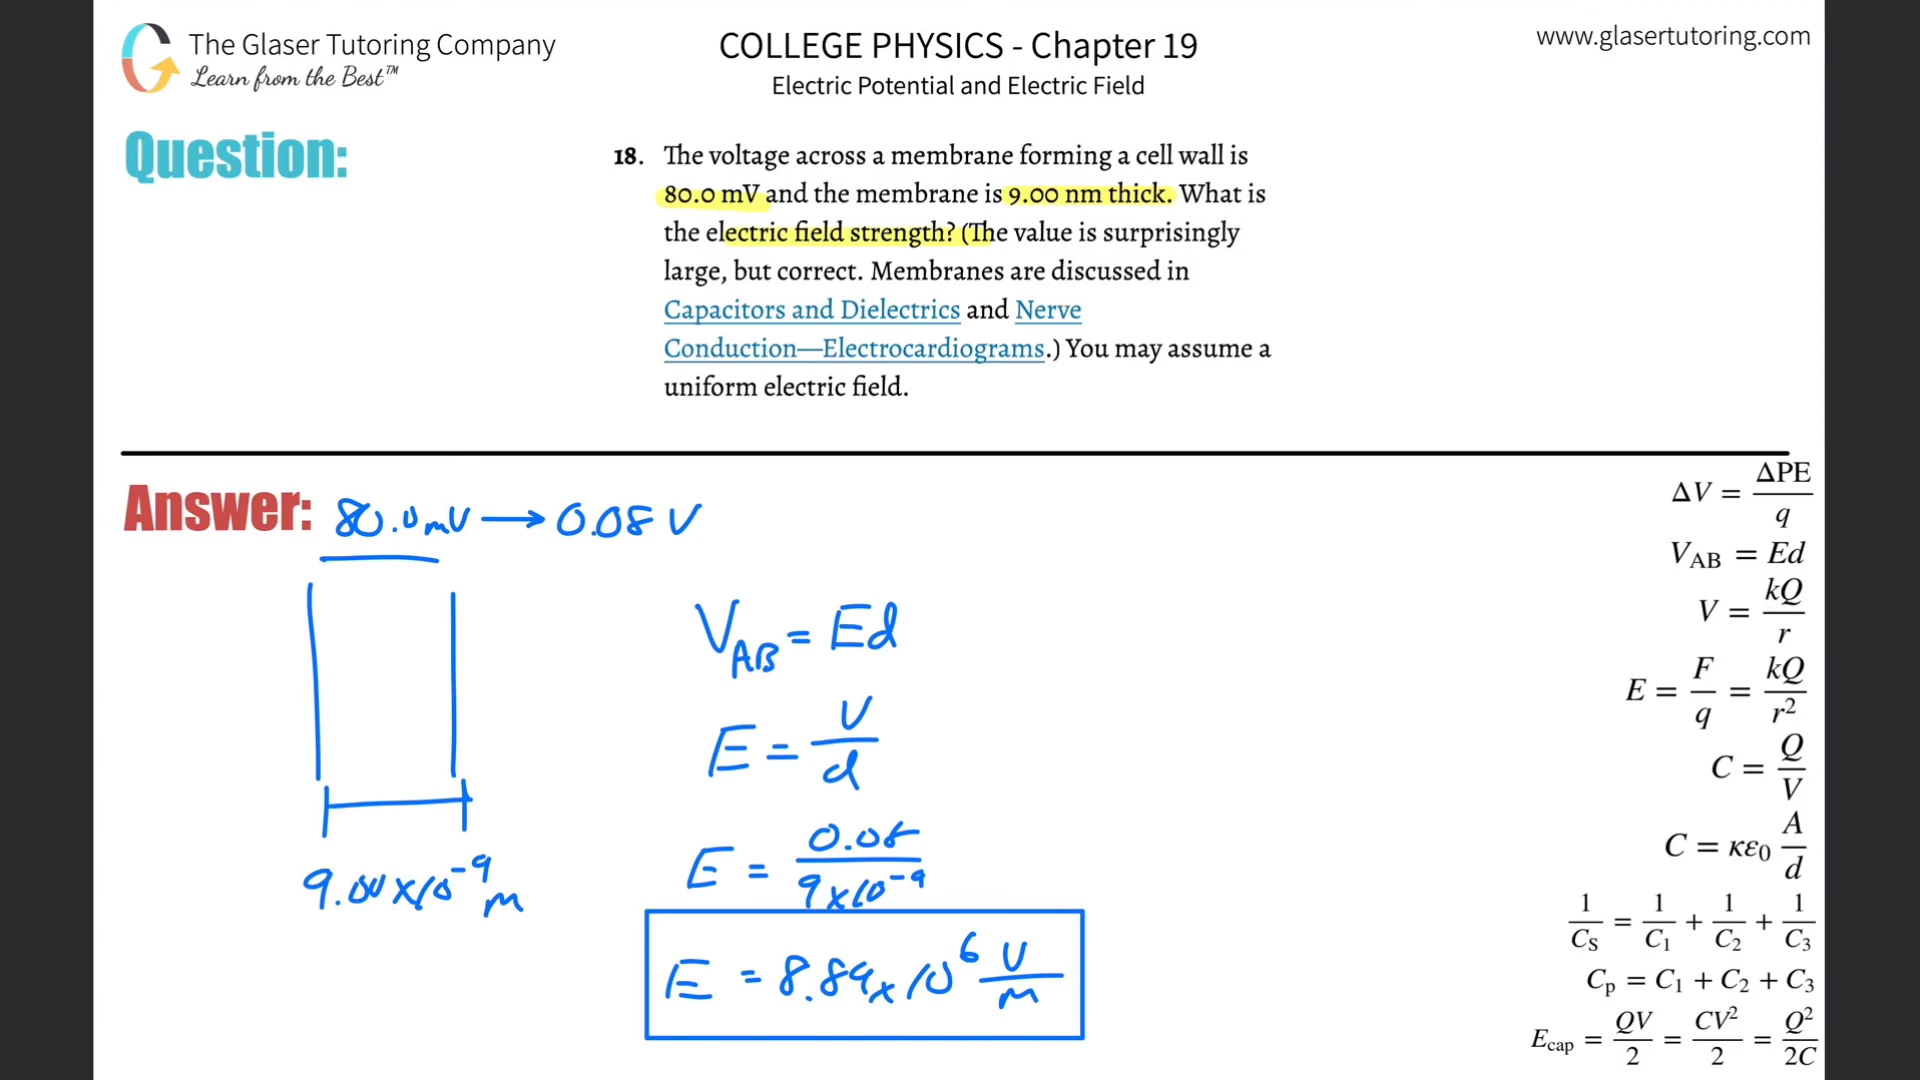 The Glaser Tutoring Company
Learn from the Best™
COLLEGE PHYSICS - Chapter 19
Electric Potential and Electric Field
www.glasertutoring.com
Question:
18. The voltage across a membrane forming a cell wall is
80.0 mV and the membrane is 9.00 nm thick. What is
the electric field strength? (The value is surprisingly
large, but correct. Membranes are discussed in
Capacitors and Dielectrics and Nerve
Conduction—Electrocardiograms.) You may assume a
uniform electric field.
Answer:
80.0mV → 0.08 V
9.00x10⁻⁹ m
V_AB = Ed
E = V/d
E = 0.08/9x10⁻⁹
E = 8.89x10⁶ V/m
ΔV = ΔPE/q
V_AB = Ed
V = kQ/r
E = F/q = kQ/r²
C = Q/V
C = κε₀ A/d
1/C_S = 1/C₁ + 1/C₂ + 1/C₃
C_p = C₁ + C₂ + C₃
E_cap = QV/2 = CV²/2 = Q²/2C